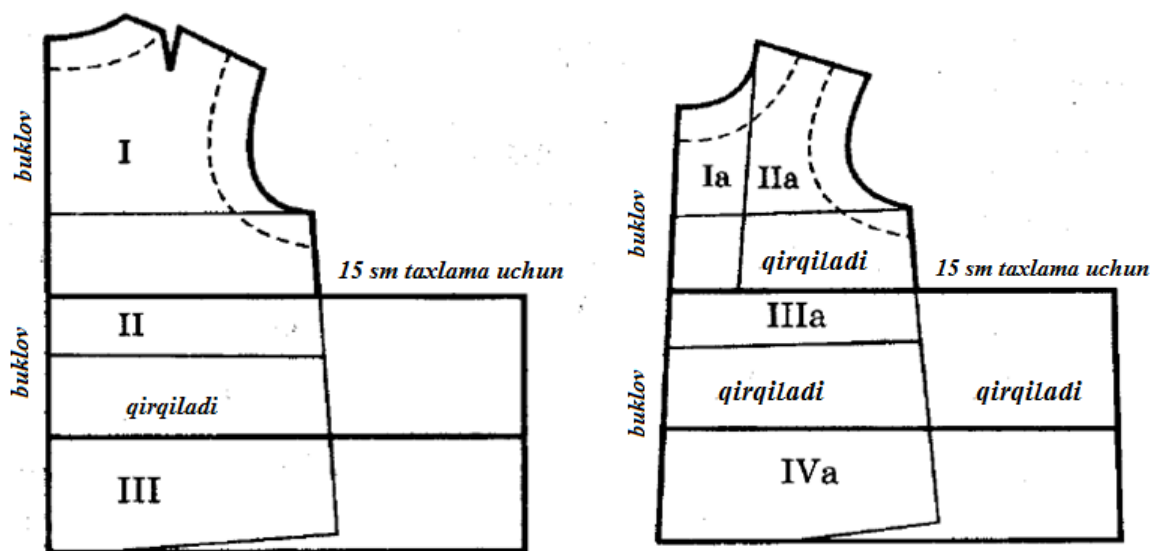 buklov
I
15 sm taxlama uchun
buklov
II
qirqiladi
III
buklov
Ia
IIa
qirqiladi
15 sm taxlama uchun
buklov
IIIa
qirqiladi
qirqiladi
IVa